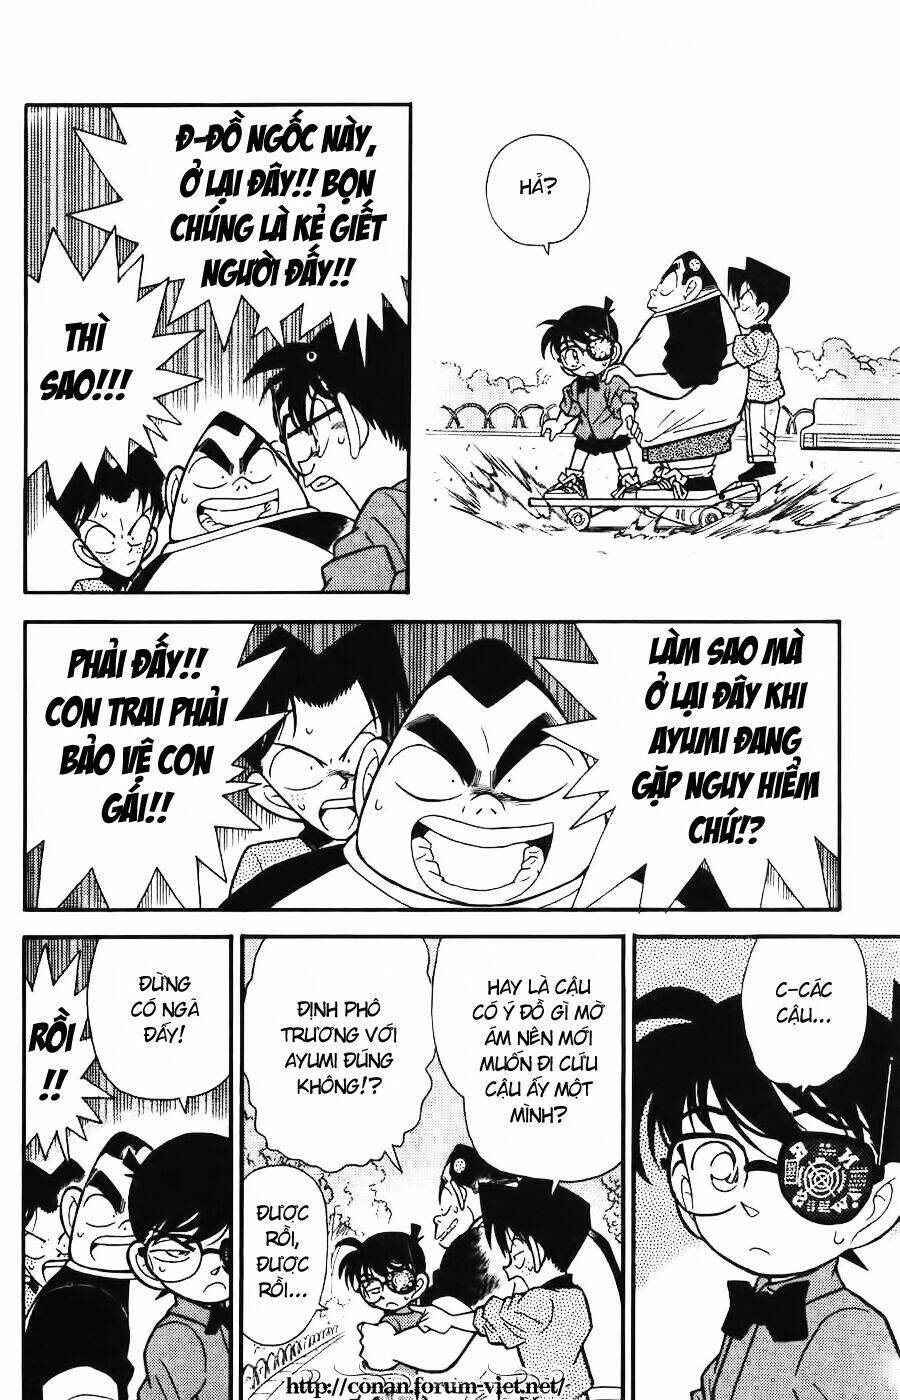 HẢ?
Đ-ĐỒ NGỐC NÀY,
Ở LẠI ĐÂY!! BỌN
CHÚNG LÀ KẺ GIẾT
NGƯỜI ĐẤY!!
THÌ
SAO!!!
LÀM SAO MÀ
Ở LẠI ĐÂY KHI
AYUMI ĐANG
GẶP NGUY HIỂM
CHỨ!?
PHẢI ĐẤY!!
CON TRAI PHẢI
BẢO VỆ CON
GÁI!!
C-CÁC
CẬU...
HAY LÀ CẬU
CÓ Ý ĐỒ GÌ MỜ
ÁM NÊN MỚI
MUỐN ĐI CỨU
CẬU ẤY MỘT
MÌNH?
ĐỊNH PHÔ
TRƯƠNG VỚI
AYUMI ĐÚNG
KHÔNG!?
ĐƯỢC
RỒI,
ĐƯỢC
RỒI...
ĐỪNG
CÓ NGÃ
ĐẤY!
RỒI
!!
http://conan.forum-viet.net/